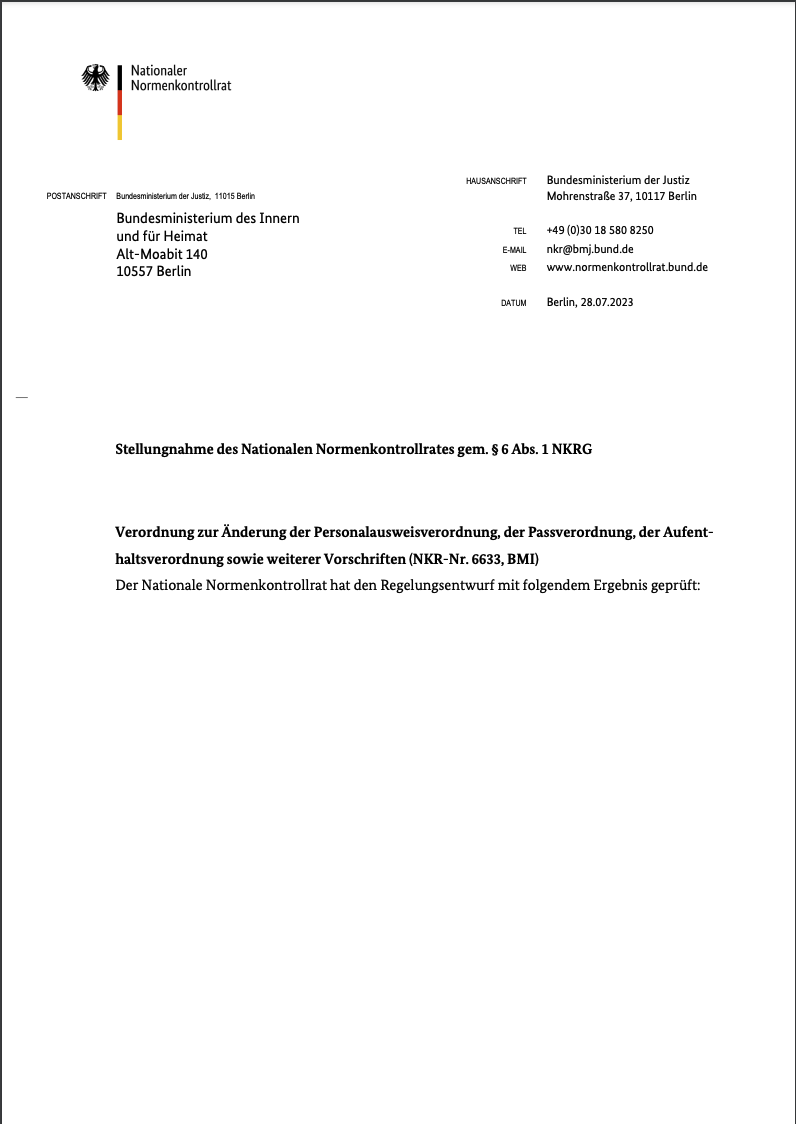 Nationaler
Normenkontrollrat
HAUSANSCHRIFT Bundesministerium der Justiz
Mohrenstraße 37, 10117 Berlin
POSTANSCHRIFT Bundesministerium der Justiz, 11015 Berlin
Bundesministerium des Innern
und für Heimat
Alt-Moabit 140
10557 Berlin
TEL +49 (0)30 18 580 8250
E-MAIL nkr@bmj.bund.de
WEB www.normenkontrollrat.bund.de
DATUM Berlin, 28.07.2023
Stellungnahme des Nationalen Normenkontrollrates gem. § 6 Abs. 1 NKRG
Verordnung zur Änderung der Personalausweisverordnung, der Passverordnung, der Aufent-
haltsverordnung sowie weiterer Vorschriften (NKR-Nr. 6633, BMI)
Der Nationale Normenkontrollrat hat den Regelungsentwurf mit folgendem Ergebnis geprüft: